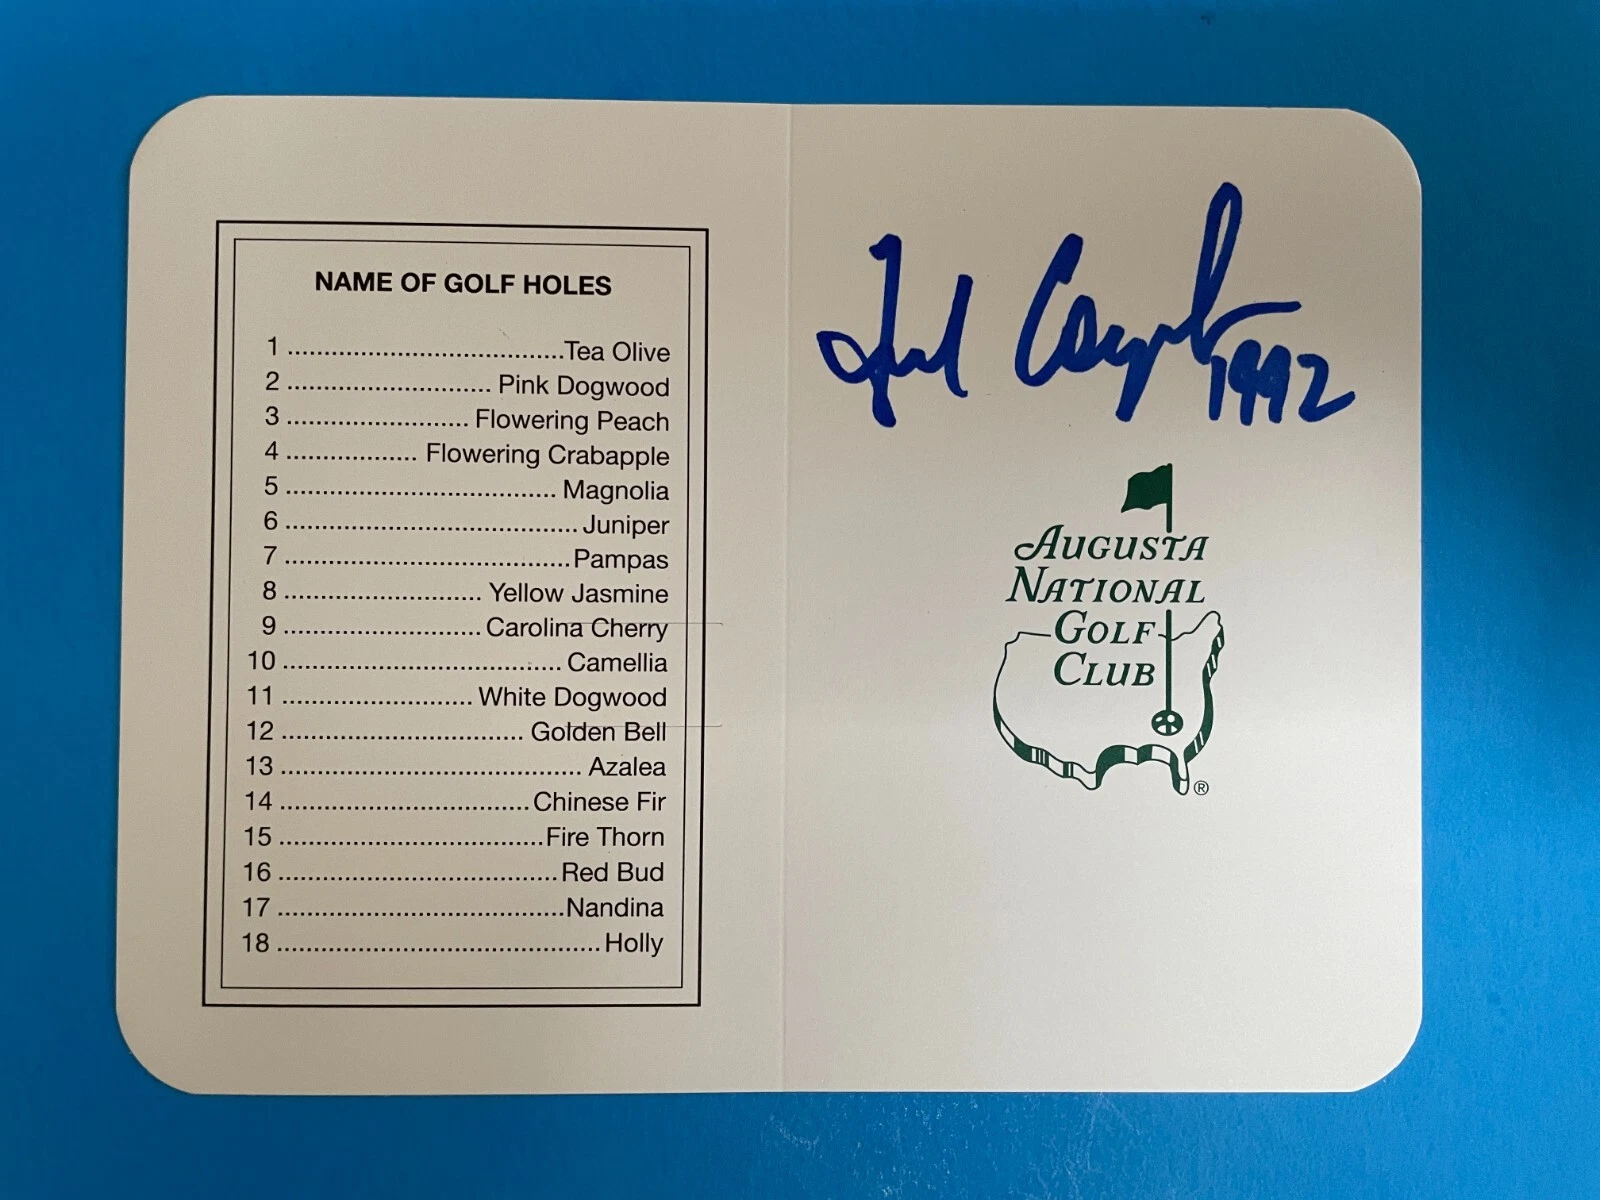 NAME OF GOLF HOLES
1 ......................................Tea Olive
2 ............................ Pink Dogwood
3 ......................... Flowering Peach
4 .................. Flowering Crabapple
5 ..................................... Magnolia
6 ........................................ Juniper
7 .......................................Pampas
8 ........................... Yellow Jasmine
9 ........................... Carolina Cherry
10 ...................................... Camellia
11 .......................... White Dogwood
12 ................................. Golden Bell
13 ......................................... Azalea
14 ..................................Chinese Fir
15 ....................................Fire Thorn
16 ...................................... Red Bud
17 .......................................Nandina
18 ............................................ Holly
Fred Couples
1992
AUGUSTA
NATIONAL
GOLF
CLUB
®